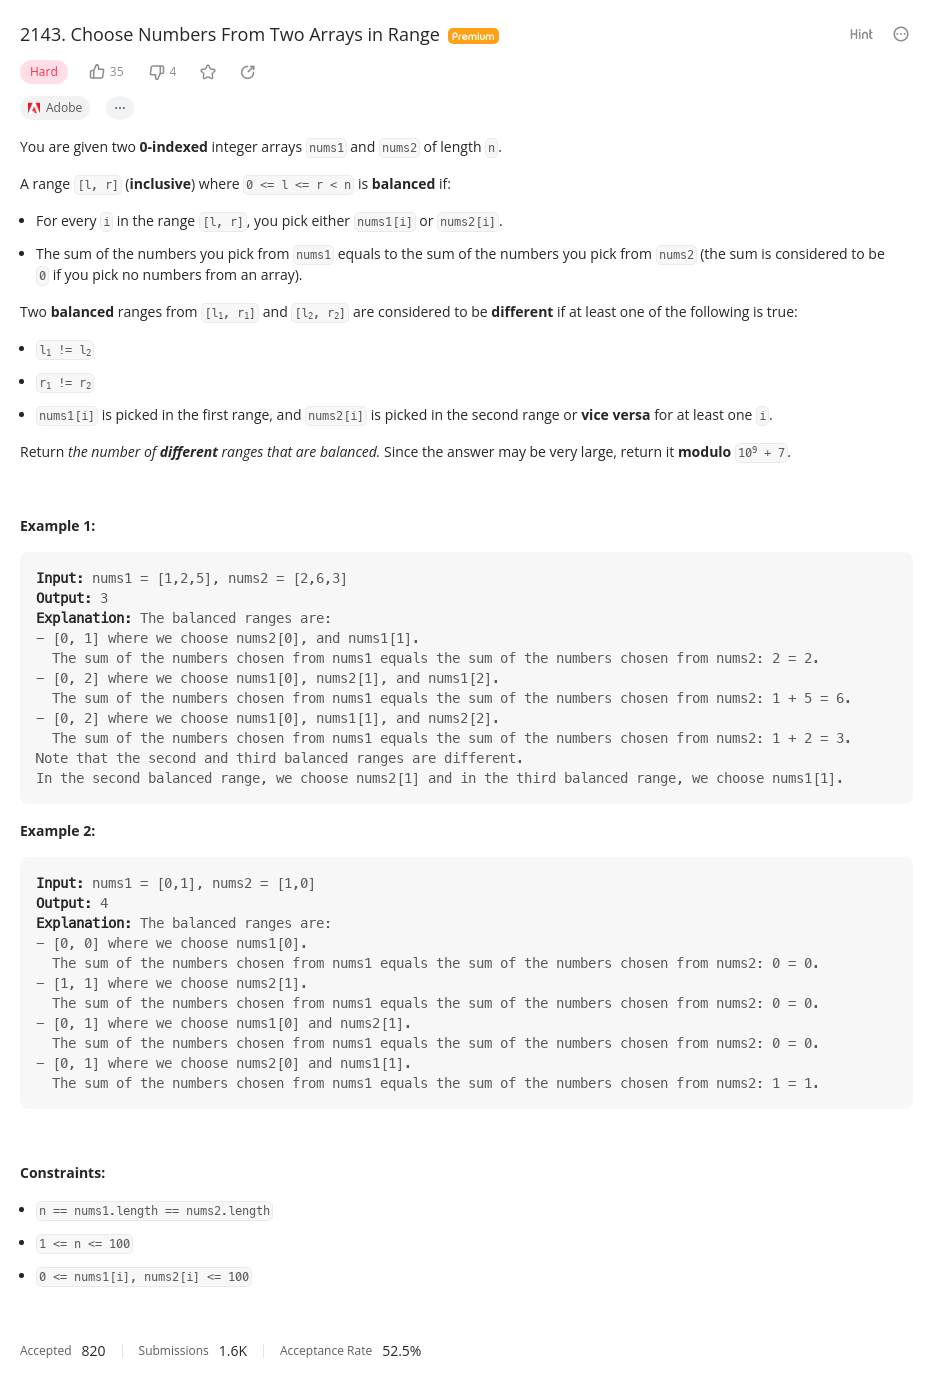 2143. Choose Numbers From Two Arrays in Range Premium Hint
Hard 35 4
Adobe ...
You are given two 0-indexed integer arrays nums1 and nums2 of length n.
A range [l, r] (inclusive) where 0 <= l <= r < n is balanced if:
• For every i in the range [l, r], you pick either nums1[i] or nums2[i].
• The sum of the numbers you pick from nums1 equals to the sum of the numbers you pick from nums2 (the sum is considered to be
0 if you pick no numbers from an array).
Two balanced ranges from [l₁, r₁] and [l₂, r₂] are considered to be different if at least one of the following is true:
• l₁ != l₂
• r₁ != r₂
• nums1[i] is picked in the first range, and nums2[i] is picked in the second range or vice versa for at least one i.
Return the number of different ranges that are balanced. Since the answer may be very large, return it modulo 10⁹ + 7.
Example 1:
Input: nums1 = [1,2,5], nums2 = [2,6,3]
Output: 3
Explanation: The balanced ranges are:
- [0, 1] where we choose nums2[0], and nums1[1].
The sum of the numbers chosen from nums1 equals the sum of the numbers chosen from nums2: 2 = 2.
- [0, 2] where we choose nums1[0], nums2[1], and nums1[2].
The sum of the numbers chosen from nums1 equals the sum of the numbers chosen from nums2: 1 + 5 = 6.
- [0, 2] where we choose nums1[0], nums1[1], and nums2[2].
The sum of the numbers chosen from nums1 equals the sum of the numbers chosen from nums2: 1 + 2 = 3.
Note that the second and third balanced ranges are different.
In the second balanced range, we choose nums2[1] and in the third balanced range, we choose nums1[1].
Example 2:
Input: nums1 = [0,1], nums2 = [1,0]
Output: 4
Explanation: The balanced ranges are:
- [0, 0] where we choose nums1[0].
The sum of the numbers chosen from nums1 equals the sum of the numbers chosen from nums2: 0 = 0.
- [1, 1] where we choose nums2[1].
The sum of the numbers chosen from nums1 equals the sum of the numbers chosen from nums2: 0 = 0.
- [0, 1] where we choose nums1[0] and nums2[1].
The sum of the numbers chosen from nums1 equals the sum of the numbers chosen from nums2: 0 = 0.
- [0, 1] where we choose nums2[0] and nums1[1].
The sum of the numbers chosen from nums1 equals the sum of the numbers chosen from nums2: 1 = 1.
Constraints:
• n == nums1.length == nums2.length
• 1 <= n <= 100
• 0 <= nums1[i], nums2[i] <= 100
Accepted 820 Submissions 1.6K Acceptance Rate 52.5%